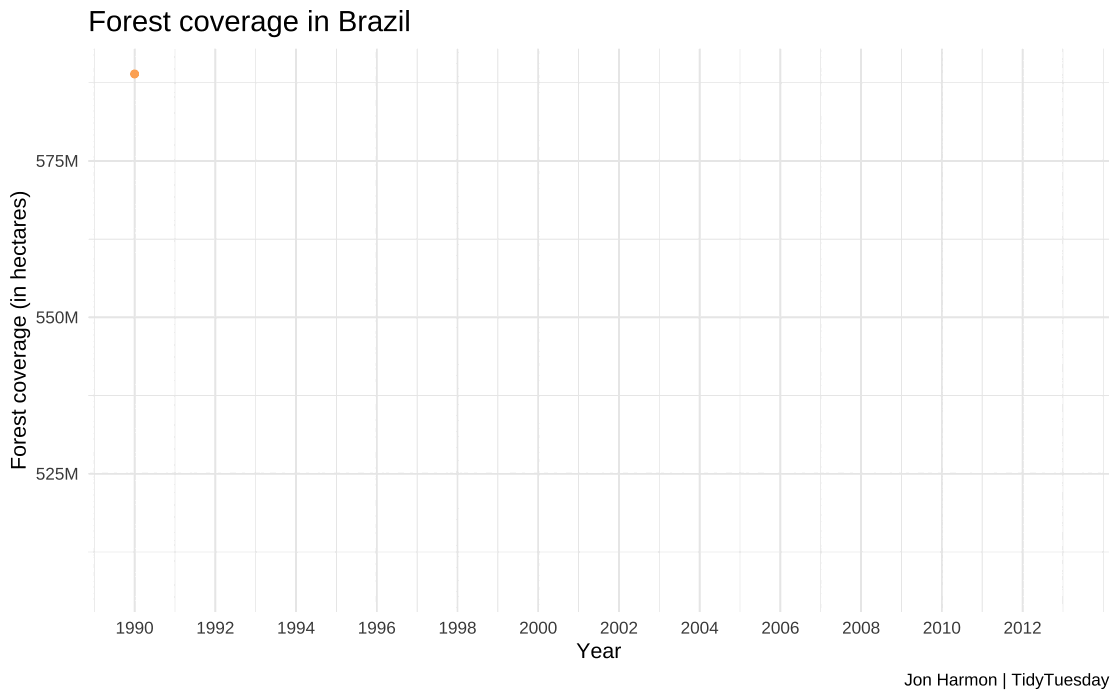 Forest coverage in Brazil
Forest coverage (in hectares)
575M
550M
525M
1990 1992 1994 1996 1998 2000 2002 2004 2006 2008 2010 2012
Year
Jon Harmon | TidyTuesday